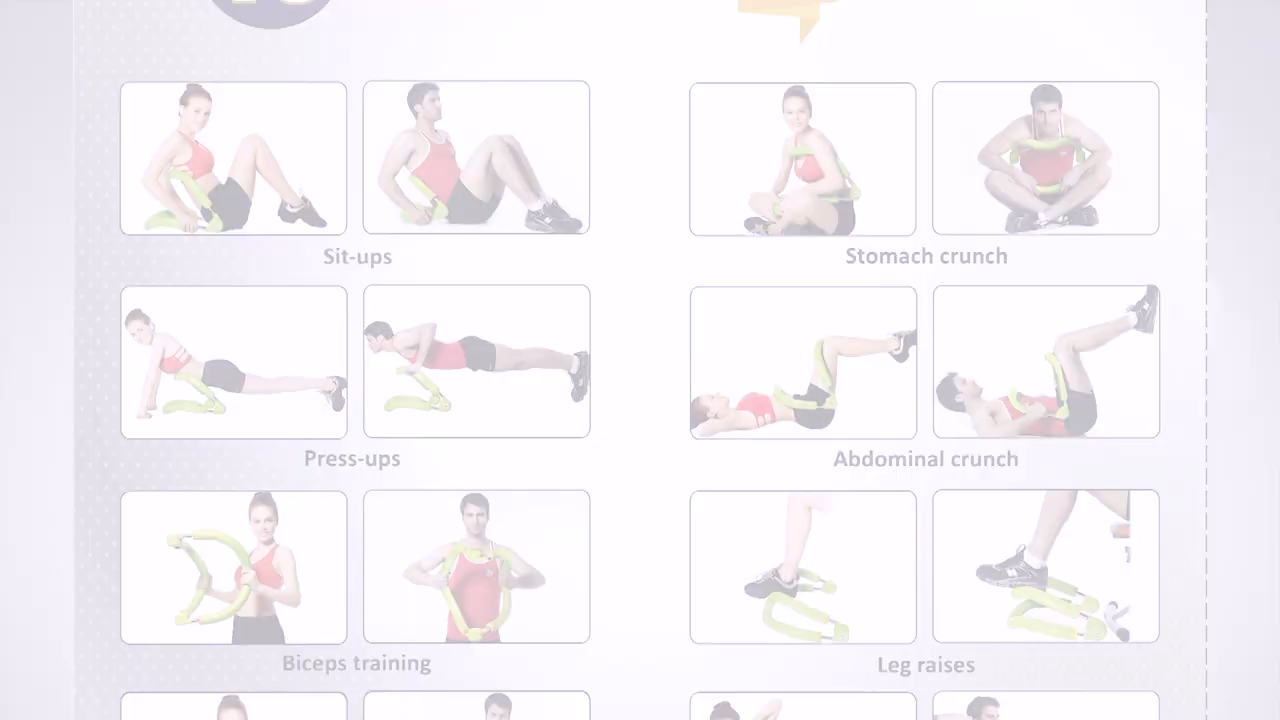 Sit-ups
Stomach crunch
Press-ups
Abdominal crunch
Biceps training
Leg raises